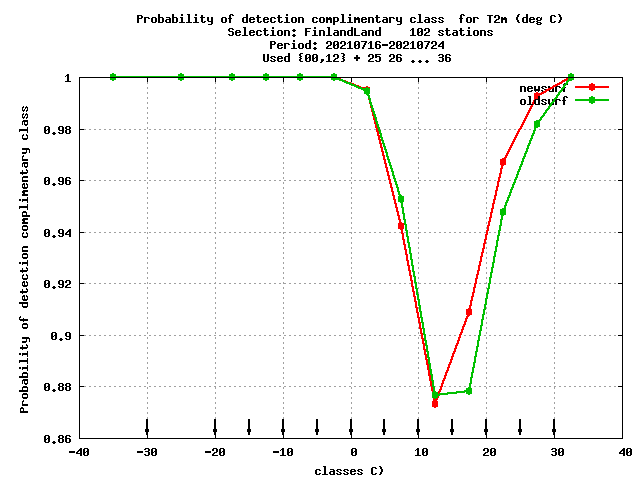 Probability of detection complimentary class for T2m (deg C)
Selection: FinlandLand 102 stations
Period: 20210716-20210724
Used {00,12} + 25 26 ... 36
Probability of detection complimentary class
1
0,98
0,96
0,94
0,92
0,9
0,88
0,86
newsurf
oldsurf
-40 -30 -20 -10 0 10 20 30 40
classes C)